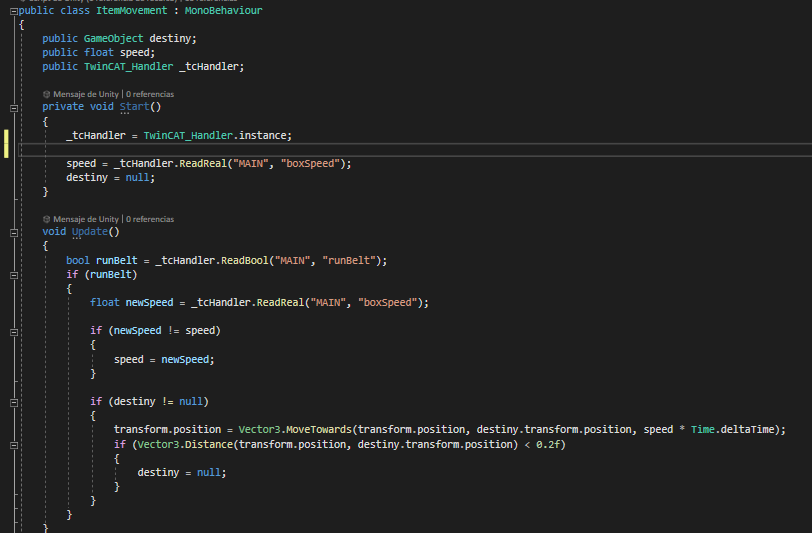 public class ItemMovement : MonoBehaviour
{
public GameObject destiny;
public float speed;
public TwinCAT_Handler _tcHandler;
Mensaje de Unity | 0 referencias
private void Start()
{
_tcHandler = TwinCAT_Handler.instance;
speed = _tcHandler.ReadReal("MAIN", "boxSpeed");
destiny = null;
}
Mensaje de Unity | 0 referencias
void Update()
{
bool runBelt = _tcHandler.ReadBool("MAIN", "runBelt");
if (runBelt)
{
float newSpeed = _tcHandler.ReadReal("MAIN", "boxSpeed");
if (newSpeed != speed)
{
speed = newSpeed;
}
if (destiny != null)
{
transform.position = Vector3.MoveTowards(transform.position, destiny.transform.position, speed * Time.deltaTime);
if (Vector3.Distance(transform.position, destiny.transform.position) < 0.2f)
{
destiny = null;
}
}
}
}